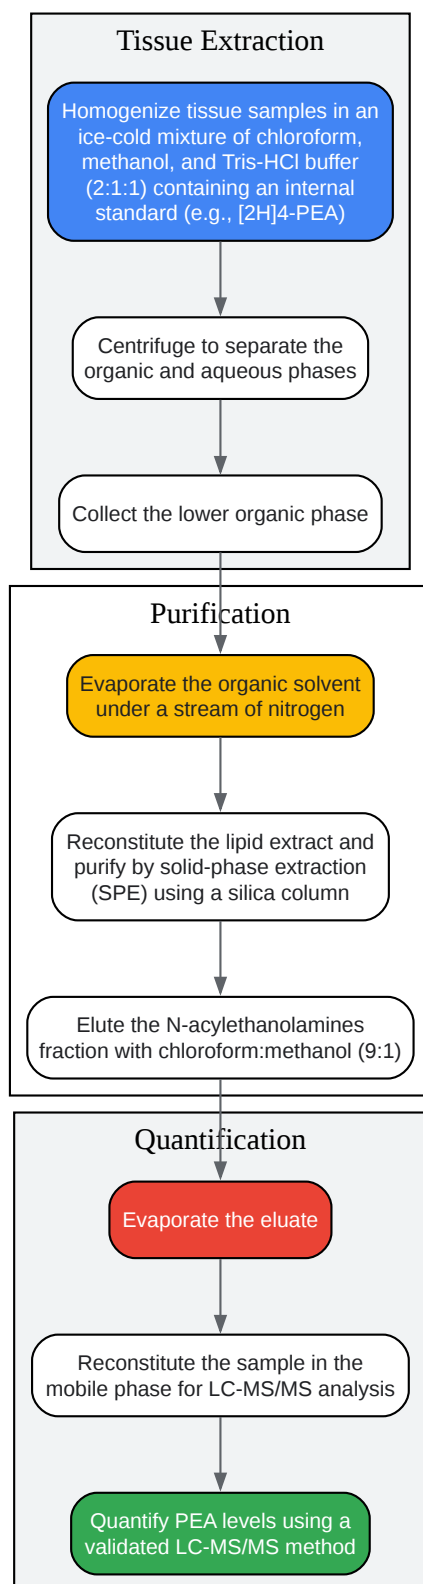 Tissue Extraction
Homogenize tissue samples in an
ice-cold mixture of chloroform,
methanol, and Tris-HCl buffer
(2:1:1) containing an internal
standard (e.g., [2H]4-PEA)
Centrifuge to separate the
organic and aqueous phases
Collect the lower organic phase
Purification
Evaporate the organic solvent
under a stream of nitrogen
Reconstitute the lipid extract and
purify by solid-phase extraction
(SPE) using a silica column
Elute the N-acylethanolamines
fraction with chloroform:methanol (9:1)
Quantification
Evaporate the eluate
Reconstitute the sample in the
mobile phase for LC-MS/MS analysis
Quantify PEA levels using a
validated LC-MS/MS method